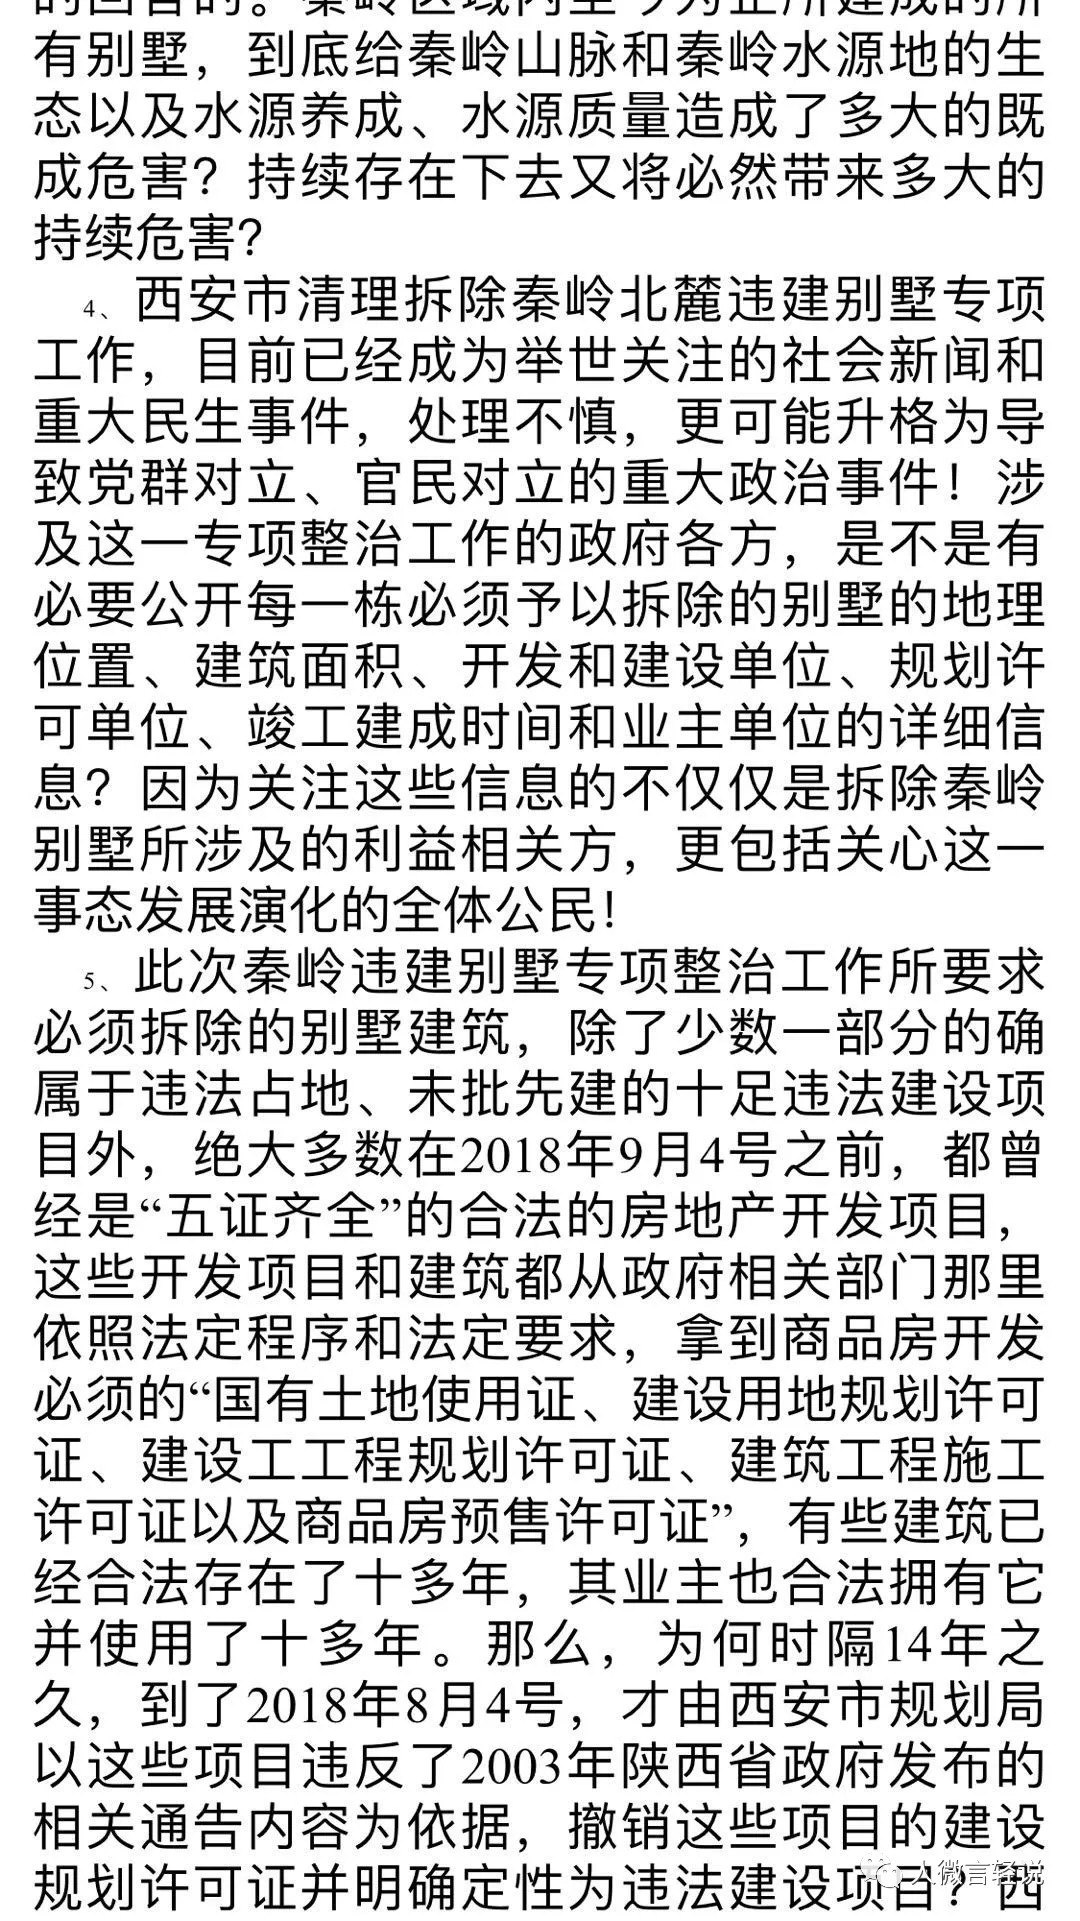 的回答的。秦岭区域内至今为止所建成的所
有别墅，到底给秦岭山脉和秦岭水源地的生
态以及水源养成、水源质量造成了多大的既
成危害？持续存在下去又将必然带来多大的
持续危害？
4、西安市清理拆除秦岭北麓违建别墅专项
工作，目前已经成为举世关注的社会新闻和
重大民生事件，处理不慎，更可能升格为导
致党群对立、官民对立的重大政治事件！涉
及这一专项整治工作的政府各方，是不是有
必要公开每一栋必须予以拆除的别墅的地理
位置、建筑面积、开发和建设单位、规划许
可单位、竣工建成时间和业主单位的详细信
息？因为关注这些信息的不仅仅是拆除秦岭
别墅所涉及的利益相关方，更包括关心这一
事态发展演化的全体公民！
5、此次秦岭违建别墅专项整治工作所要求
必须拆除的别墅建筑，除了少数一部分的确
属于违法占地、未批先建的十足违法建设项
目外，绝大多数在2018年9月4号之前，都曾
经是“五证齐全”的合法的房地产开发项目，
这些开发项目和建筑都从政府相关部门那里
依照法定程序和法定要求，拿到商品房开发
必须的“国有土地使用证、建设用地规划许可
证、建设工工程规划许可证、建筑工程施工
许可证以及商品房预售许可证”，有些建筑已
经合法存在了十多年，其业主也合法拥有它
并使用了十多年。那么，为何时隔14年之
久，到了2018年8月4号，才由西安市规划局
以这些项目违反了2003年陕西省政府发布的
相关通告内容为依据，撤销这些项目的建设
规划许可证并明确定性为违法建设项目？西
人微言轻说